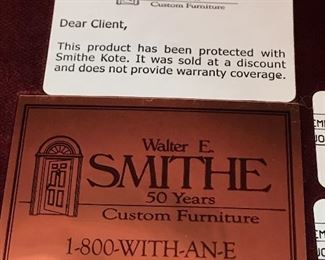 Custom Furniture
Dear Client,
This product has been protected with
Smithe Kote. It was sold at a discount
and does not provide warranty coverage.
Walter E.
SMITHE
50 Years
Custom Furniture
1-800-WITH-AN-E